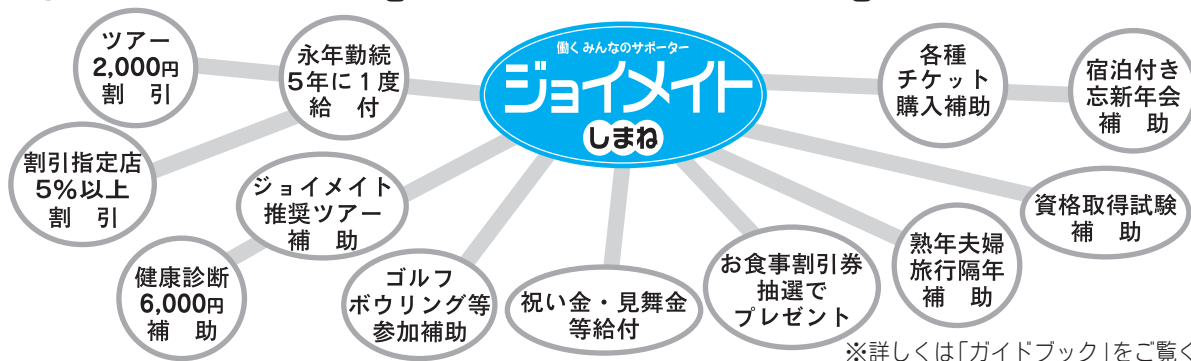 働くみんなのサポーター
ジョイメイト
しまね
ツアー
2,000円
割 引
永年勤続
5年に1度
給 付
各種
チケット
購入補助
宿泊付き
忘新年会
補 助
割引指定店
5%以上
割 引
ジョイメイト
推奨ツアー
補 助
資格取得試験
補 助
健康診断
6,000円
補 助
ゴルフ
ボウリング等
参加補助
祝い金・見舞金
等給付
お食事割引券
抽選で
プレゼント
熟年夫婦
旅行隔年
補 助
※詳しくは「ガイドブック」をご覧く